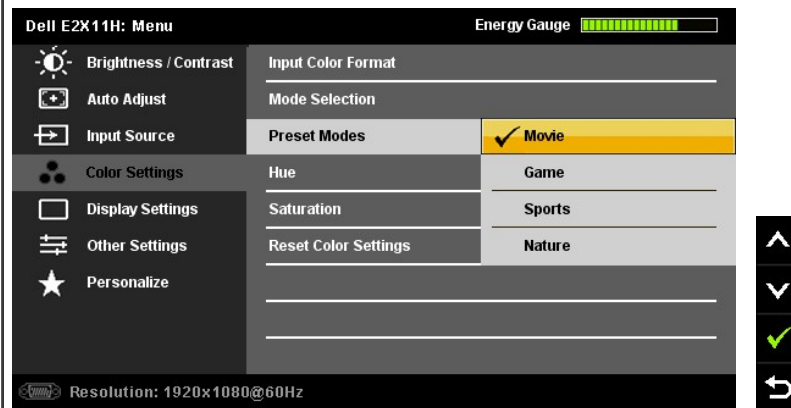 Dell E2X11H: Menu
Energy Gauge
Brightness / Contrast
Auto Adjust
Input Source
Color Settings
Display Settings
Other Settings
Personalize
Input Color Format
Mode Selection
Preset Modes
Hue
Saturation
Reset Color Settings
Movie
Game
Sports
Nature
Resolution: 1920x1080@60Hz